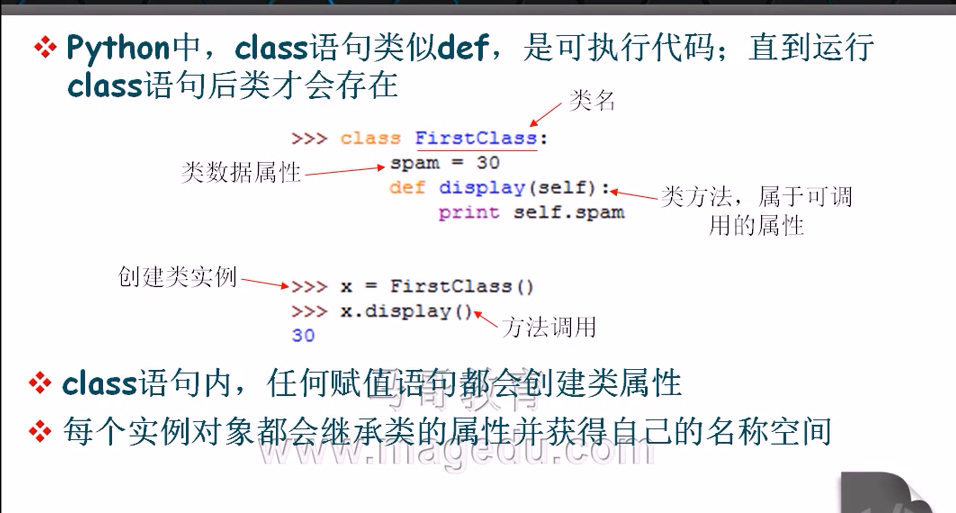 Python中，class语句类似def，是可执行代码；直到运行
class语句后类才会存在
类名
>>> class FirstClass:
类数据属性
spam = 30
def display(self):
类方法，属于可调
用的属性
print self.spam
创建类实例
>>> x = FirstClass()
>>> x.display()
方法调用
30
class语句内，任何赋值语句都会创建类属性
马哥教育
每个实例对象都会继承类的属性并获得自己的名称空间
www.magedu.com